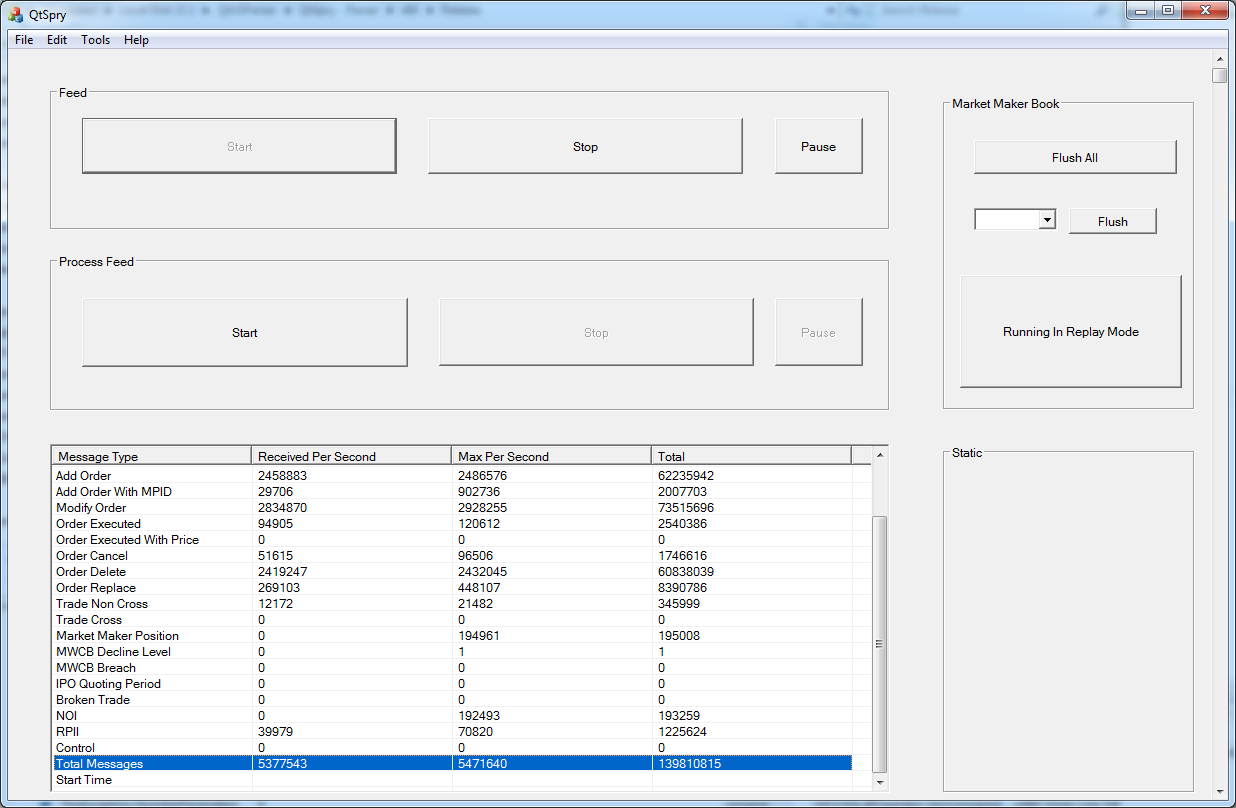 QtSpry
File Edit Tools Help
Feed
Start Stop Pause
Process Feed
Start Stop Pause
Market Maker Book
Flush All
Flush
Running In Replay Mode
Static
Message Type Received Per Second Max Per Second Total
Add Order 2458883 2486576 62235942
Add Order With MPID 29706 902736 2007703
Modify Order 2834870 2928255 73515696
Order Executed 94905 120612 2540386
Order Executed With Price 0 0 0
Order Cancel 51615 96506 1746616
Order Delete 2419247 2432045 60838039
Order Replace 269103 448107 8390786
Trade Non Cross 12172 21482 345999
Trade Cross 0 0 0
Market Maker Position 0 194961 195008
MWCB Decline Level 0 1 1
MWCB Breach 0 0 0
IPO Quoting Period 0 0 0
Broken Trade 0 0 0
NOI 0 192493 193259
RPII 39979 70820 1225624
Control 0 0 0
Total Messages 5377543 5471640 139810815
Start Time